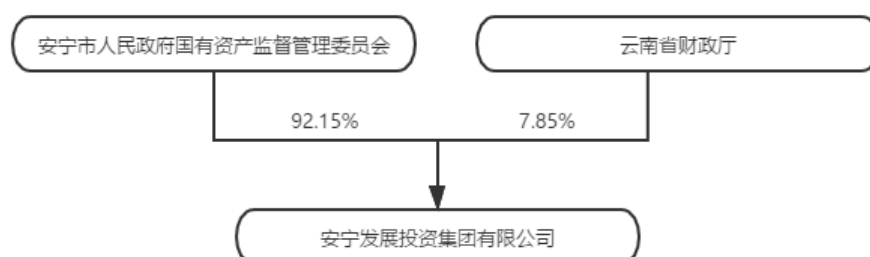 安宁市人民政府国有资产监督管理委员会
云南省财政厅
92.15%
7.85%
安宁发展投资集团有限公司